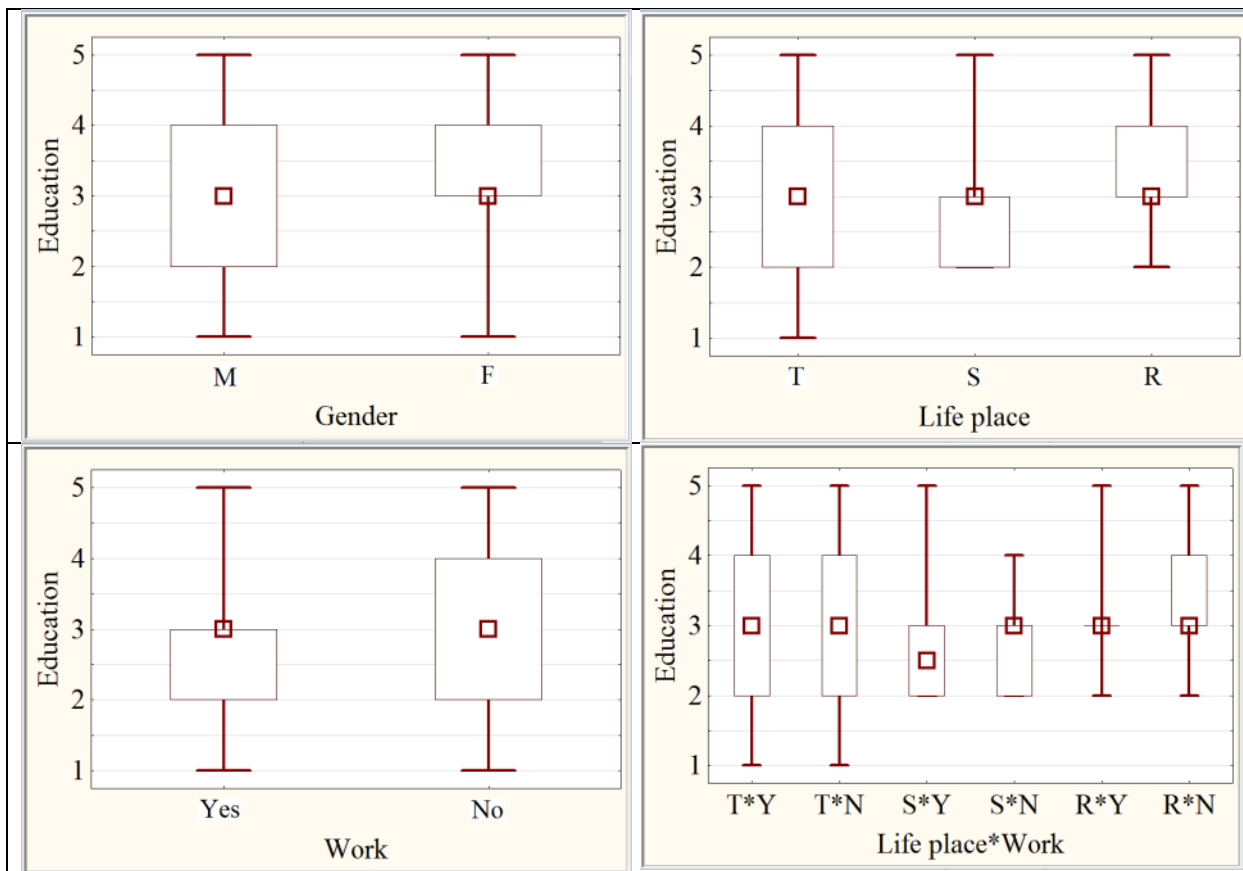 Education
5
4
3
2
1
M F
Gender
Education
5
4
3
2
1
T S R
Life place
Education
5
4
3
2
1
Yes No
Work
Education
5
4
3
2
1
T*Y T*N S*Y S*N R*Y R*N
Life place*Work